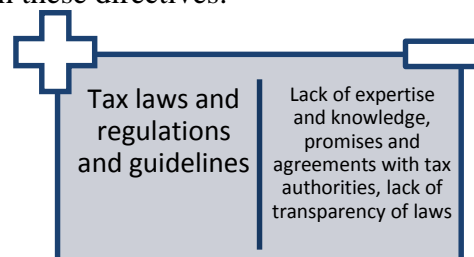 these directives.
Tax laws and
regulations
and guidelines
Lack of expertise
and knowledge,
promises and
agreements with tax
authorities, lack of
transparency of laws